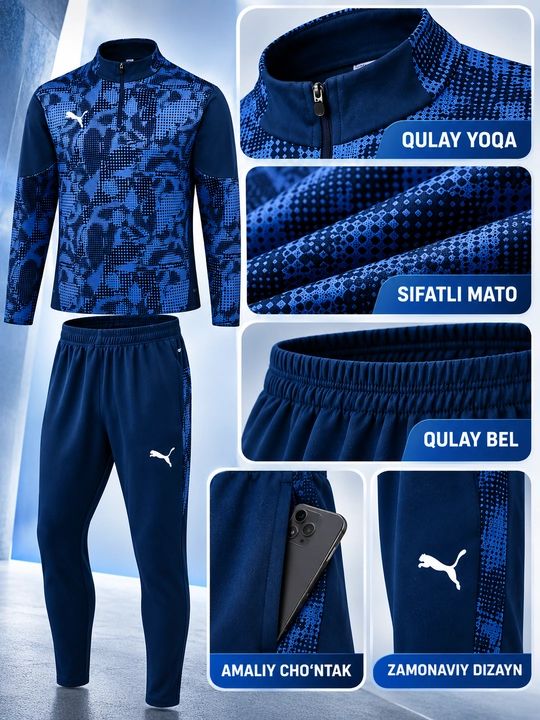 QULAY YOQA
SIFATLI MATO
QULAY BEL
AMALIY CHO‘NTAK
ZAMONAVIY DIZAYN